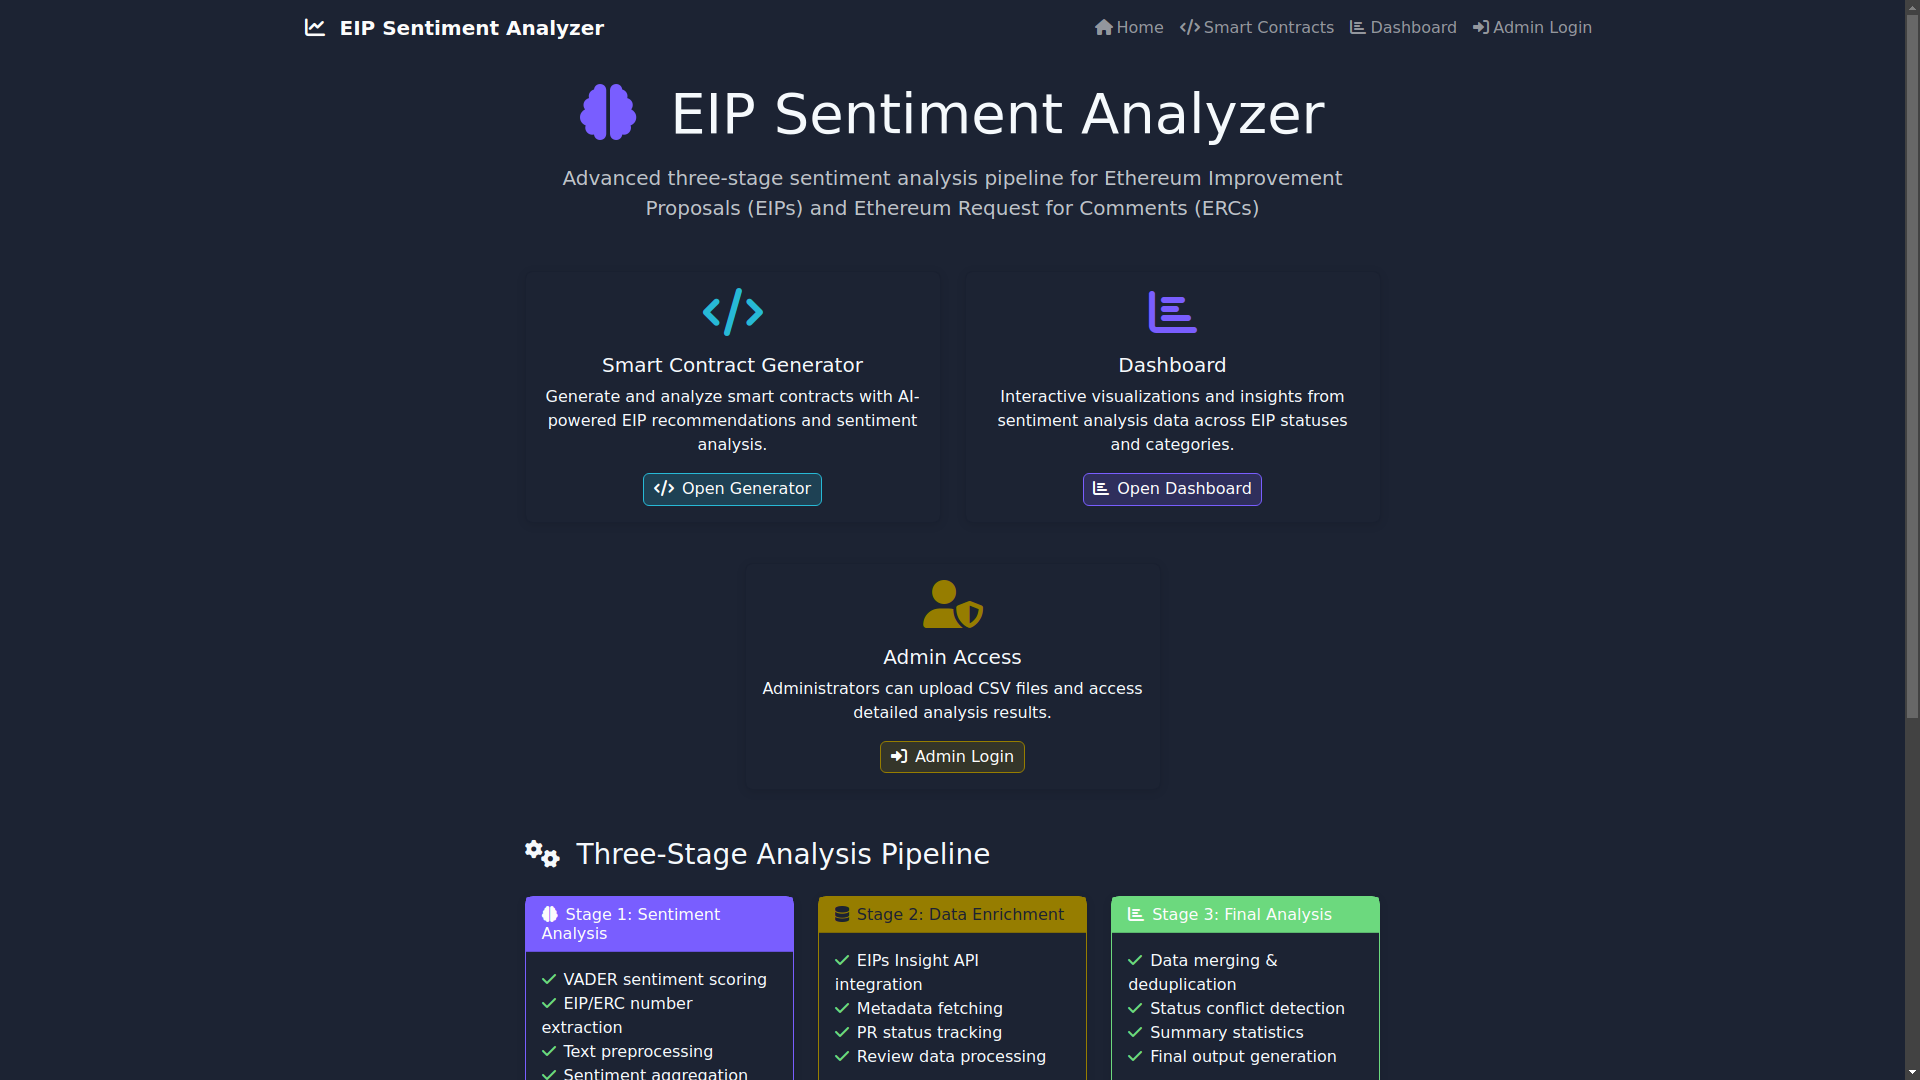 EIP Sentiment Analyzer
Home Smart Contracts Dashboard Admin Login
EIP Sentiment Analyzer
Advanced three-stage sentiment analysis pipeline for Ethereum Improvement
Proposals (EIPs) and Ethereum Request for Comments (ERCs)
Smart Contract Generator
Generate and analyze smart contracts with AI-
powered EIP recommendations and sentiment
analysis.
Open Generator
Dashboard
Interactive visualizations and insights from
sentiment analysis data across EIP statuses
and categories.
Open Dashboard
Admin Access
Administrators can upload CSV files and access
detailed analysis results.
Admin Login
Three-Stage Analysis Pipeline
Stage 1: Sentiment
Analysis
VADER sentiment scoring
EIP/ERC number
extraction
Text preprocessing
Sentiment aggregation
Stage 2: Data Enrichment
EIPs Insight API
integration
Metadata fetching
PR status tracking
Review data processing
Stage 3: Final Analysis
Data merging &
deduplication
Status conflict detection
Summary statistics
Final output generation